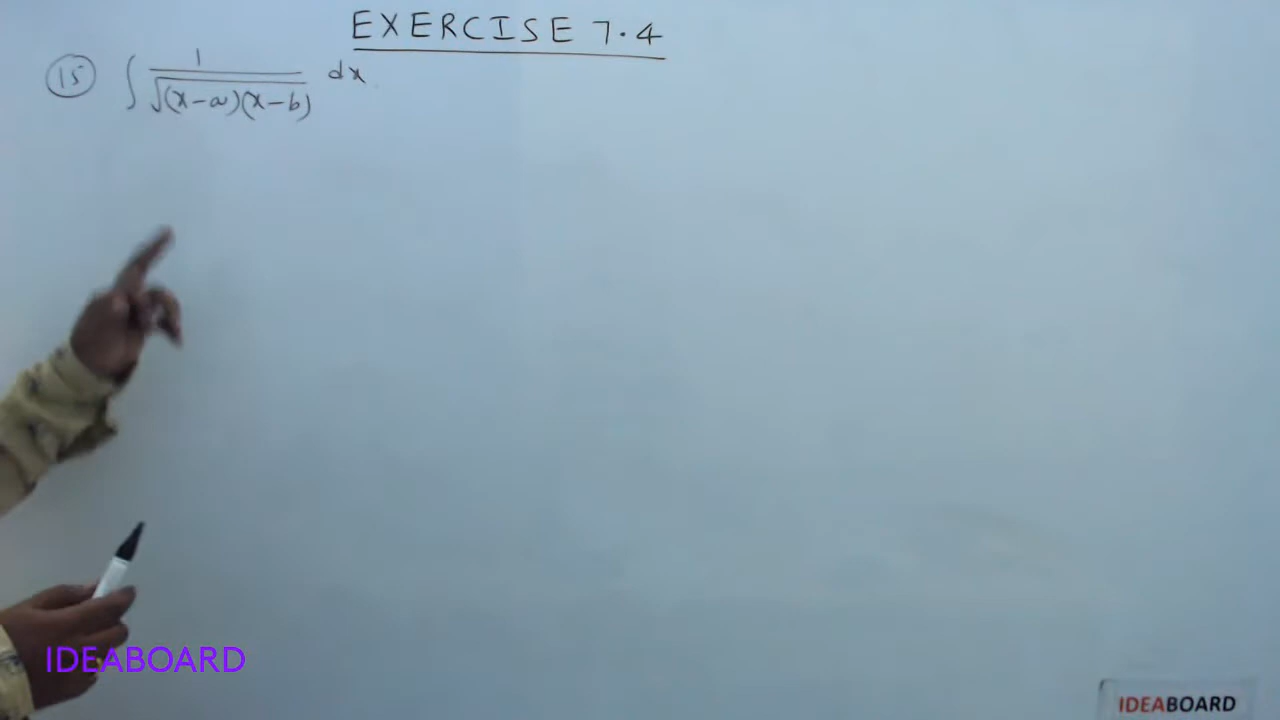 EXERCISE 7.4
15 ∫ 1/√(x-a)(x-b) dx
IDEABOARD
IDEABOARD